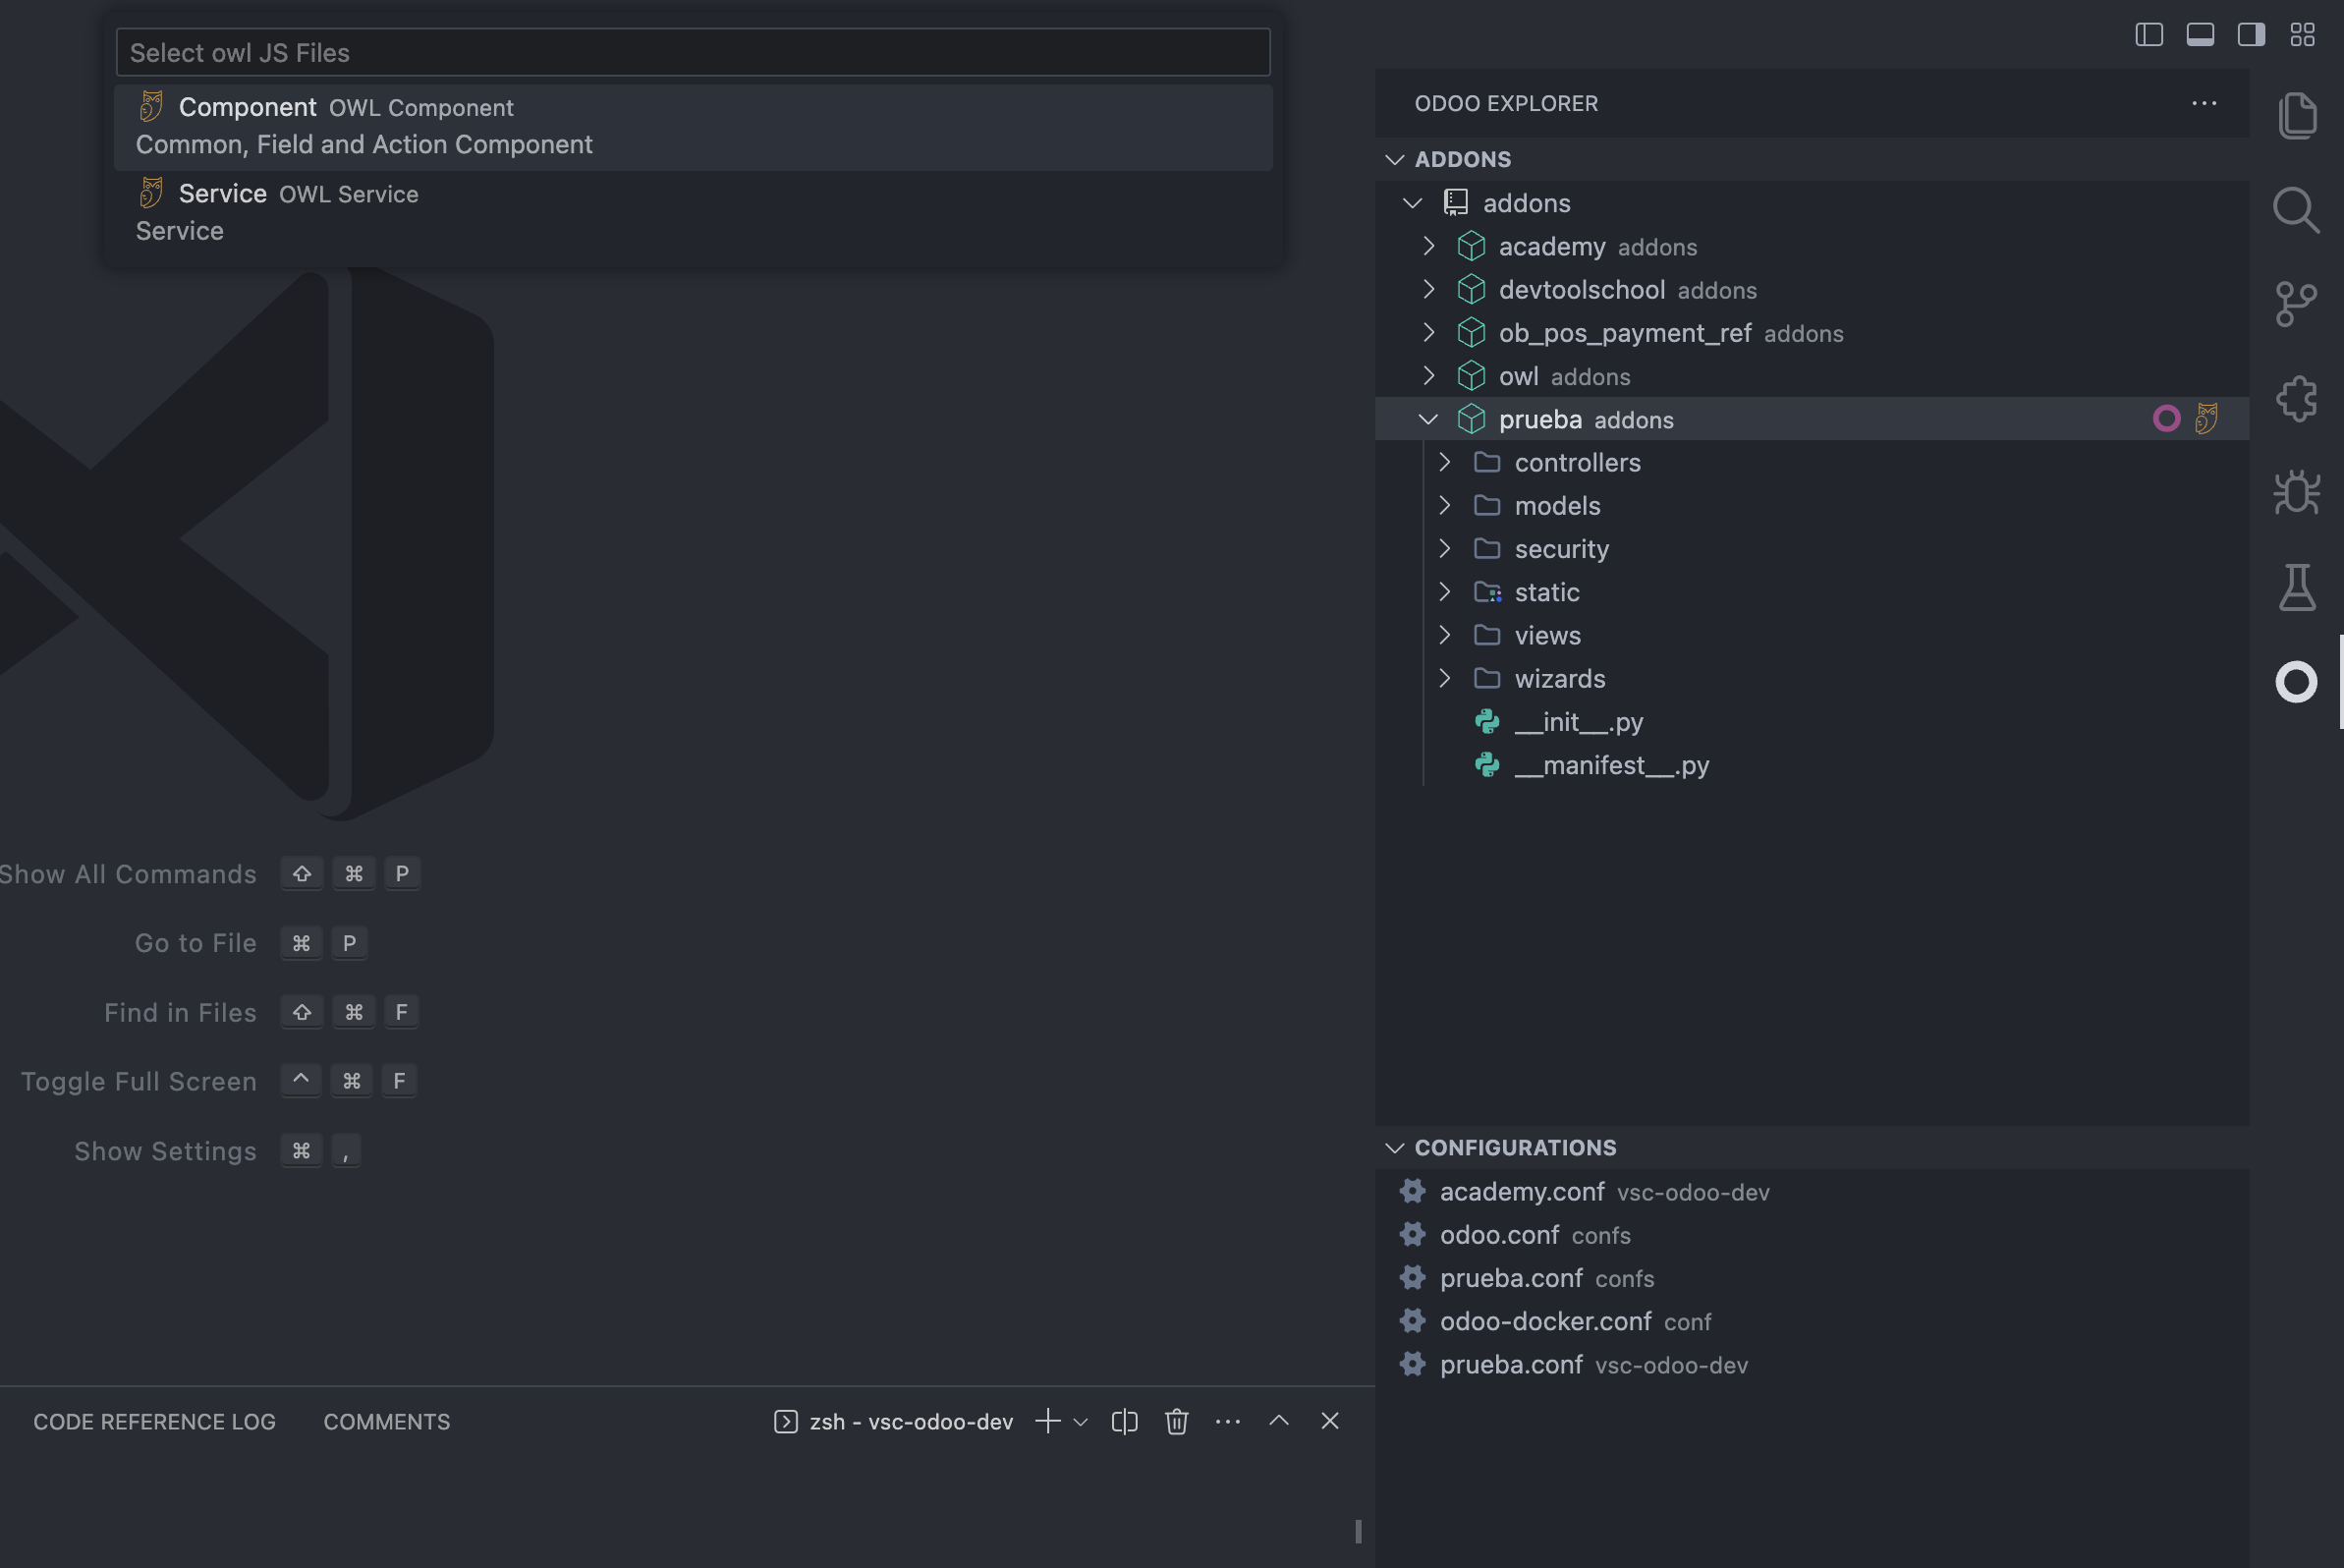 Select owl JS Files
Component OWL Component
Common, Field and Action Component
Service OWL Service
Service
Show All Commands ⇧ ⌘ P
Go to File ⌘ P
Find in Files ⇧ ⌘ F
Toggle Full Screen ^ ⌘ F
Show Settings ⌘ ,
CODE REFERENCE LOG COMMENTS zsh - vsc-odoo-dev
ODOO EXPLORER
ADDONS
addons
academy addons
devtoolschool addons
ob_pos_payment_ref addons
owl addons
prueba addons
controllers
models
security
static
views
wizards
__init__.py
__manifest__.py
CONFIGURATIONS
academy.conf vsc-odoo-dev
odoo.conf confs
prueba.conf confs
odoo-docker.conf conf
prueba.conf vsc-odoo-dev